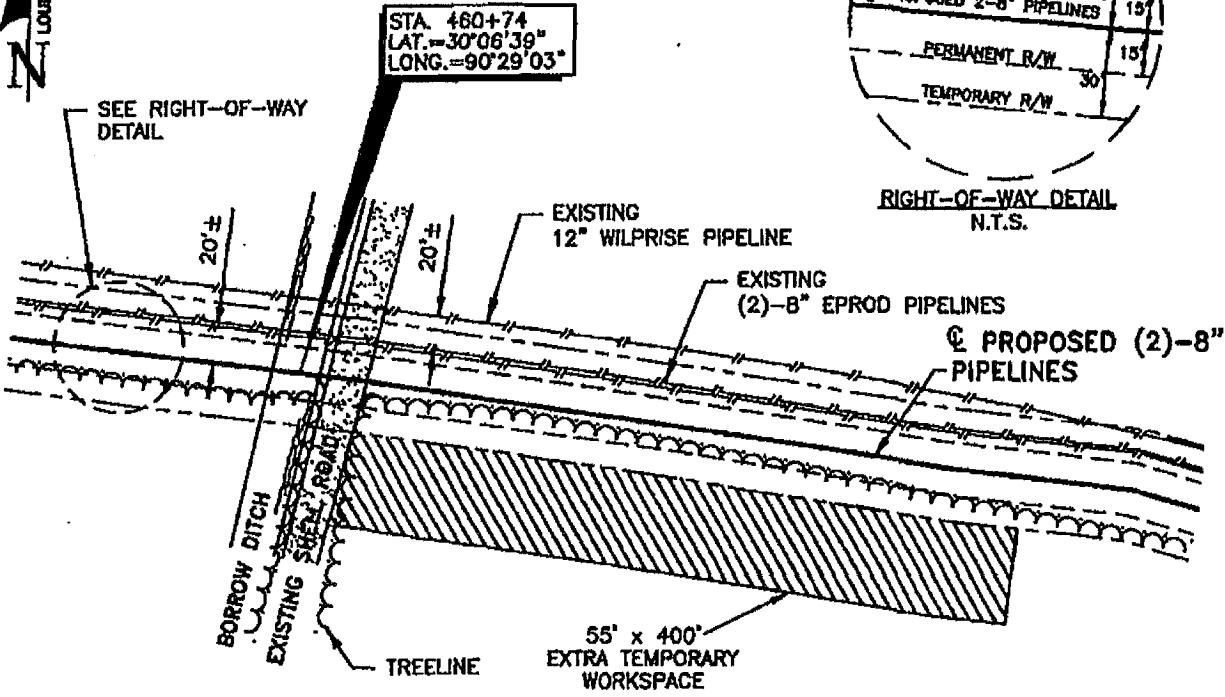 N
STA. 460+74
LAT.=30°06'39"
LONG.=90°29'03"
2-8" PIPELINES
15'
PERMANENT R/W
15'
30'
TEMPORARY R/W
RIGHT-OF-WAY DETAIL
N.T.S.
SEE RIGHT-OF-WAY
DETAIL
20'±
20'±
EXISTING
12" WILPRISE PIPELINE
EXISTING
(2)-8" EPROD PIPELINES
℄ PROPOSED (2)-8"
PIPELINES
BORROW DITCH
EXISTING SHELL ROAD
TREELINE
55' x 400'
EXTRA TEMPORARY
WORKSPACE